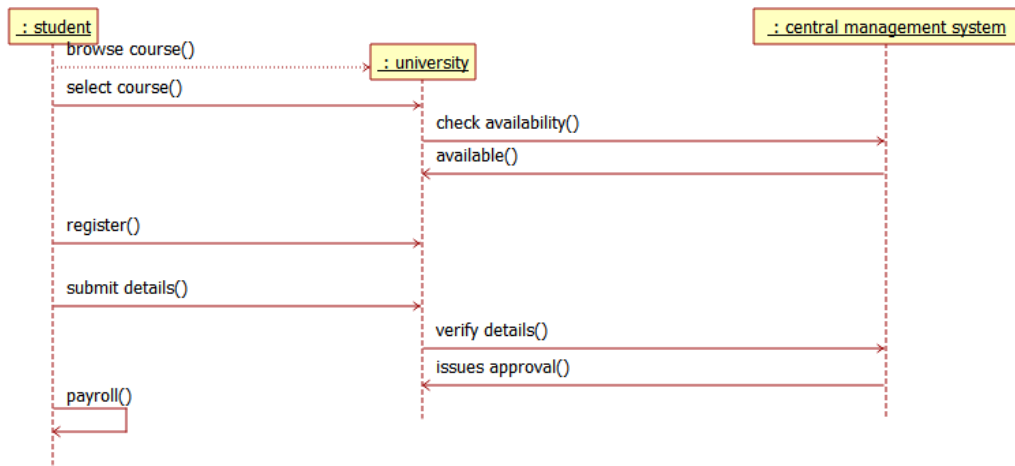 : student
: central management system
browse course()
: university
select course()
check availability()
available()
register()
submit details()
verify details()
issues approval()
payroll()